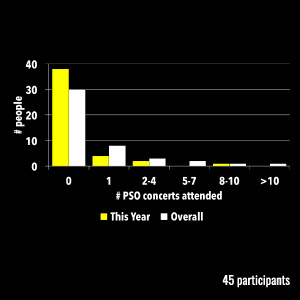 # people
40
30
20
10
0
0 1 2-4 5-7 8-10 >10
# PSO concerts attended
This Year Overall
45 participants